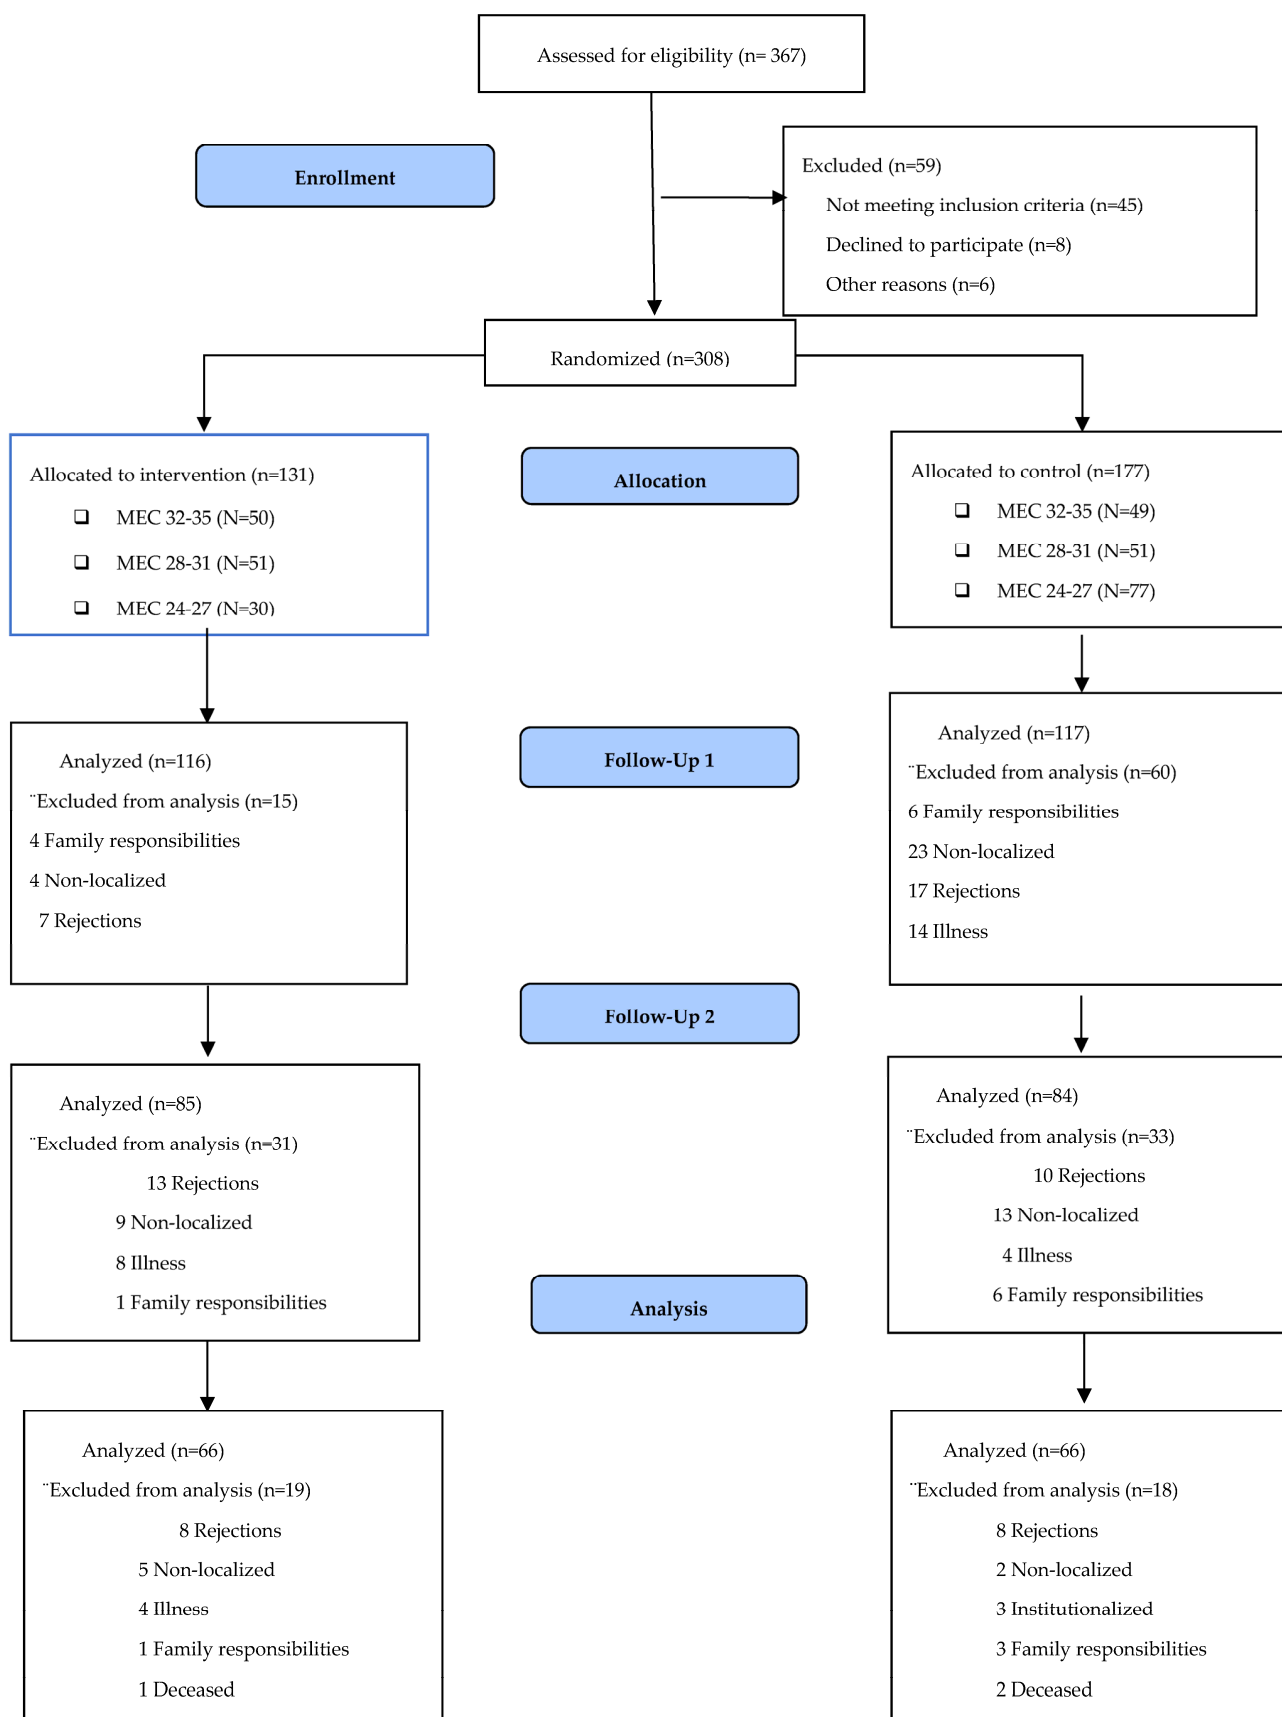 Assessed for eligibility (n= 367)
Enrollment
Excluded (n=59)
Not meeting inclusion criteria (n=45)
Declined to participate (n=8)
Other reasons (n=6)
Randomized (n=308)
Allocated to intervention (n=131)
❑ MEC 32-35 (N=50)
❑ MEC 28-31 (N=51)
❑ MEC 24-27 (N=30)
Allocation
Allocated to control (n=177)
❑ MEC 32-35 (N=49)
❑ MEC 28-31 (N=51)
❑ MEC 24-27 (N=77)
Analyzed (n=116)
¨Excluded from analysis (n=15)
4 Family responsibilities
4 Non-localized
7 Rejections
Follow-Up 1
Analyzed (n=117)
¨Excluded from analysis (n=60)
6 Family responsibilities
23 Non-localized
17 Rejections
14 Illness
Follow-Up 2
Analyzed (n=85)
¨Excluded from analysis (n=31)
13 Rejections
9 Non-localized
8 Illness
1 Family responsibilities
Analyzed (n=84)
¨Excluded from analysis (n=33)
10 Rejections
13 Non-localized
4 Illness
6 Family responsibilities
Analysis
Analyzed (n=66)
¨Excluded from analysis (n=19)
8 Rejections
5 Non-localized
4 Illness
1 Family responsibilities
1 Deceased
Analyzed (n=66)
¨Excluded from analysis (n=18)
8 Rejections
2 Non-localized
3 Institutionalized
3 Family responsibilities
2 Deceased